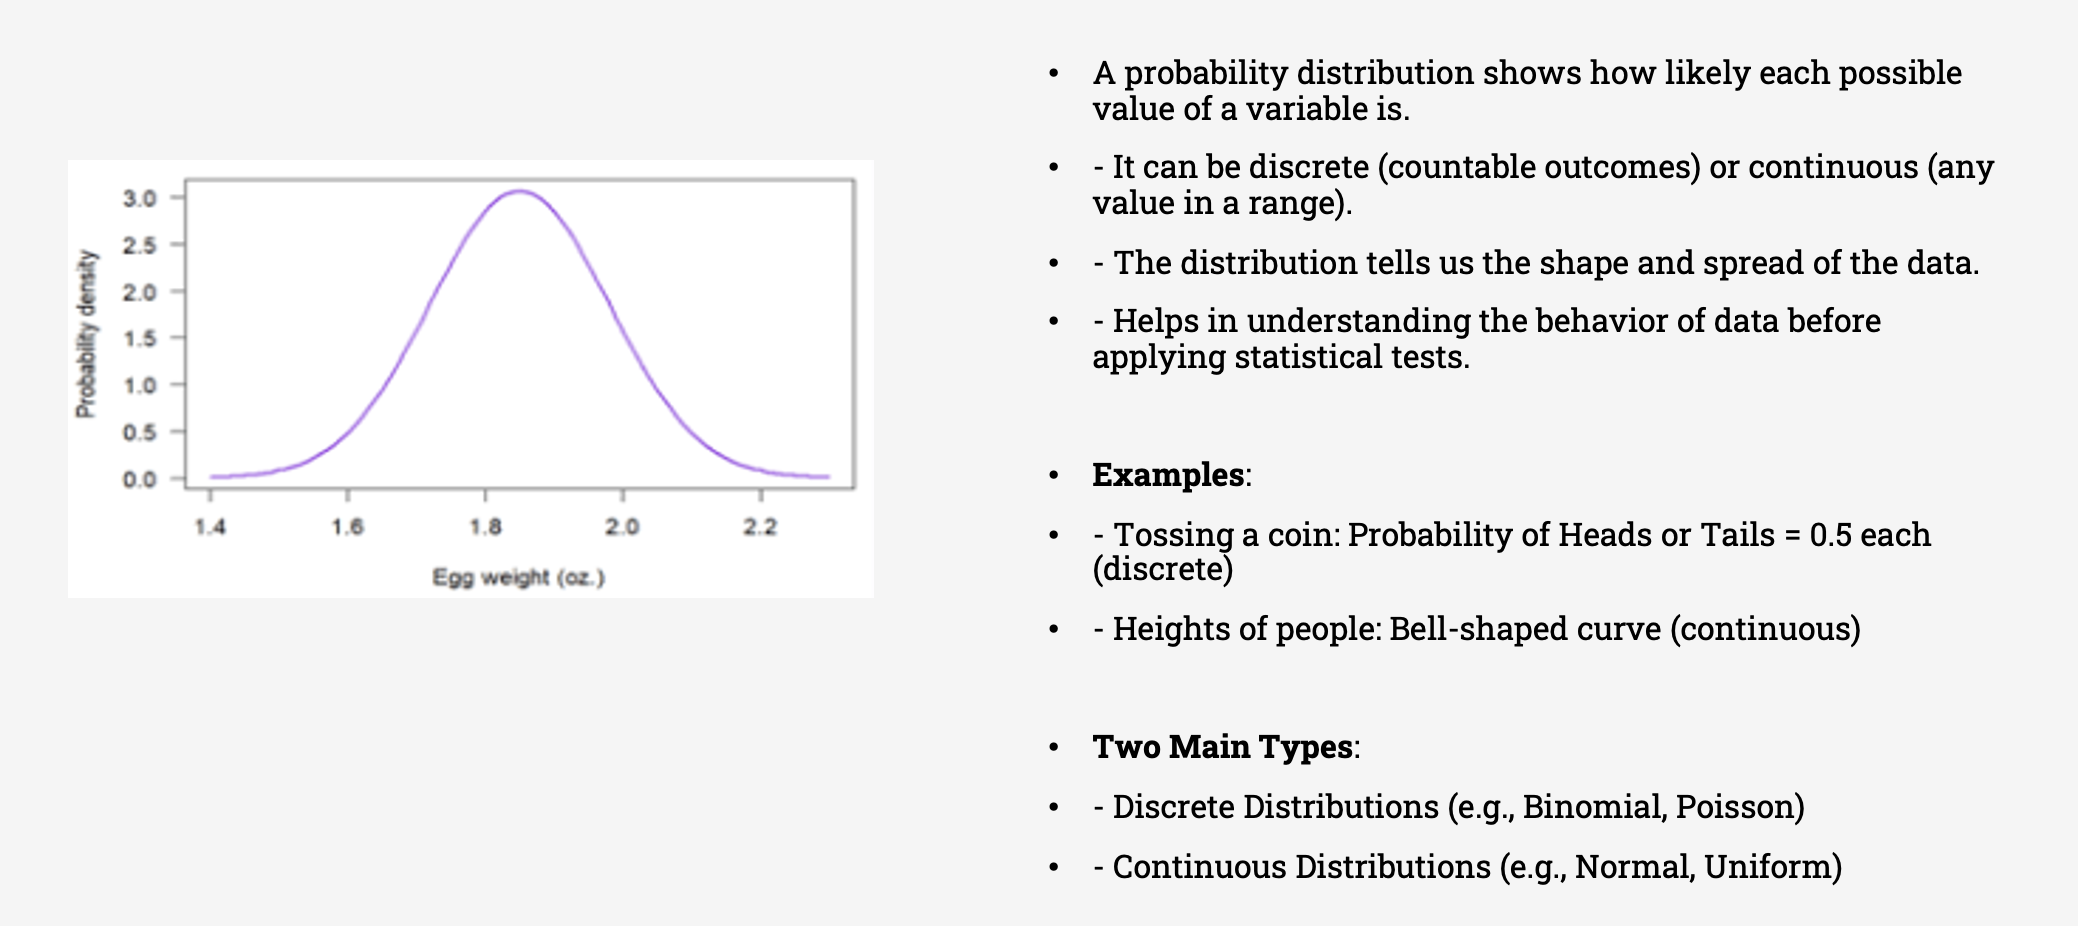 3.0
2.5
2.0
1.5
1.0
0.5
0.0
Probability density
1.4 1.6 1.8 2.0 2.2
Egg weight (oz.)
• A probability distribution shows how likely each possible
value of a variable is.
• - It can be discrete (countable outcomes) or continuous (any
value in a range).
• - The distribution tells us the shape and spread of the data.
• - Helps in understanding the behavior of data before
applying statistical tests.
• Examples:
• - Tossing a coin: Probability of Heads or Tails = 0.5 each
(discrete)
• - Heights of people: Bell-shaped curve (continuous)
• Two Main Types:
• - Discrete Distributions (e.g., Binomial, Poisson)
• - Continuous Distributions (e.g., Normal, Uniform)